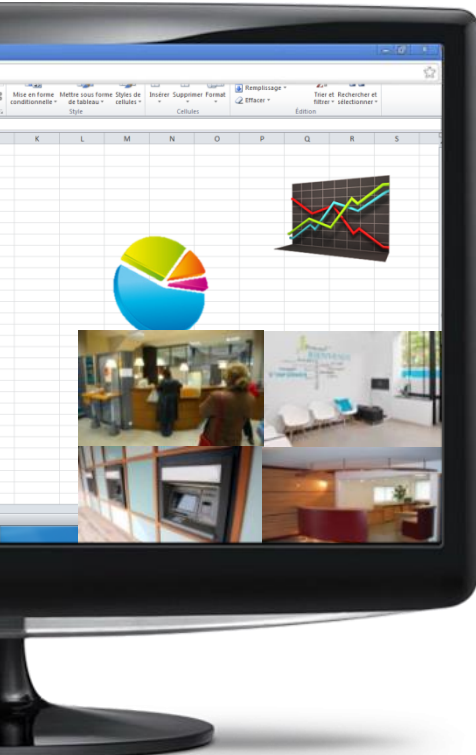 Remplissage
Mise en forme Mettre sous forme Styles de Insérer Supprimer Format Effacer Trier et Rechercher et
conditionnelle de tableau cellules filtrer sélectionner
Style Cellules Édition
K L M N O P Q R S
BIENVENUE